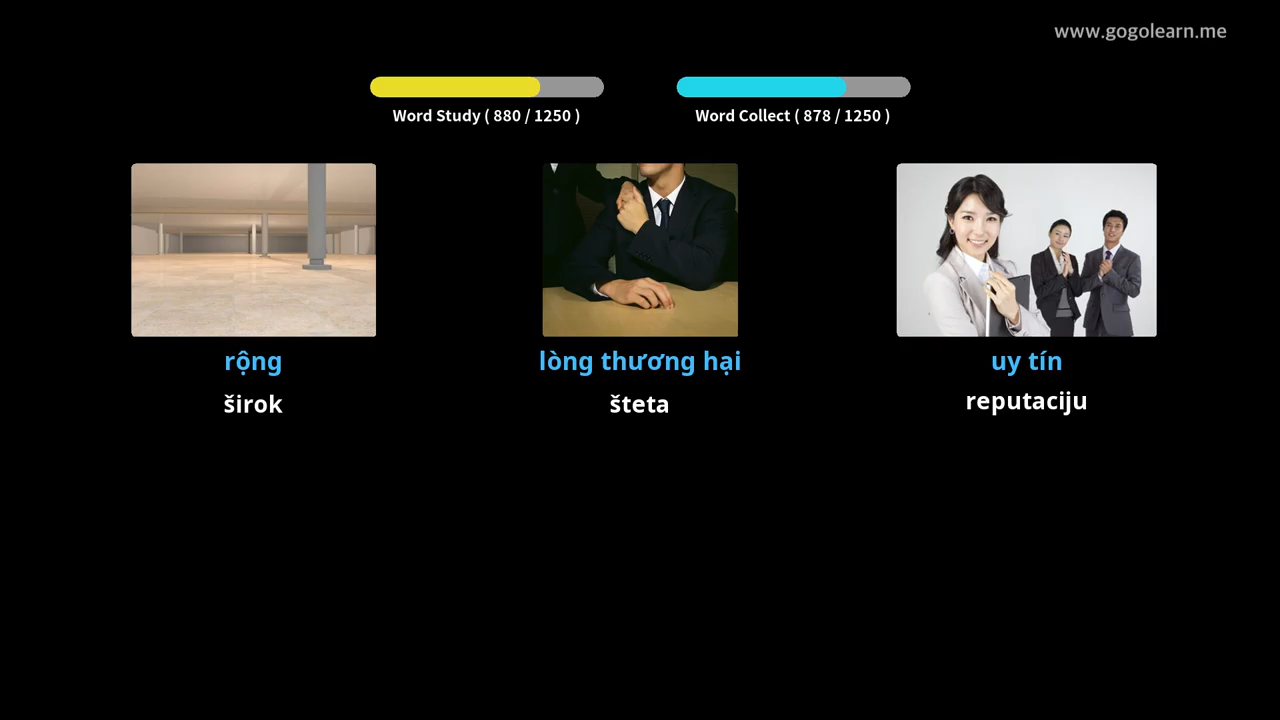 www.gogolearn.me
Word Study ( 880 / 1250 )
Word Collect ( 878 / 1250 )
rộng
lòng thương hại
uy tín
širok
šteta
reputaciju